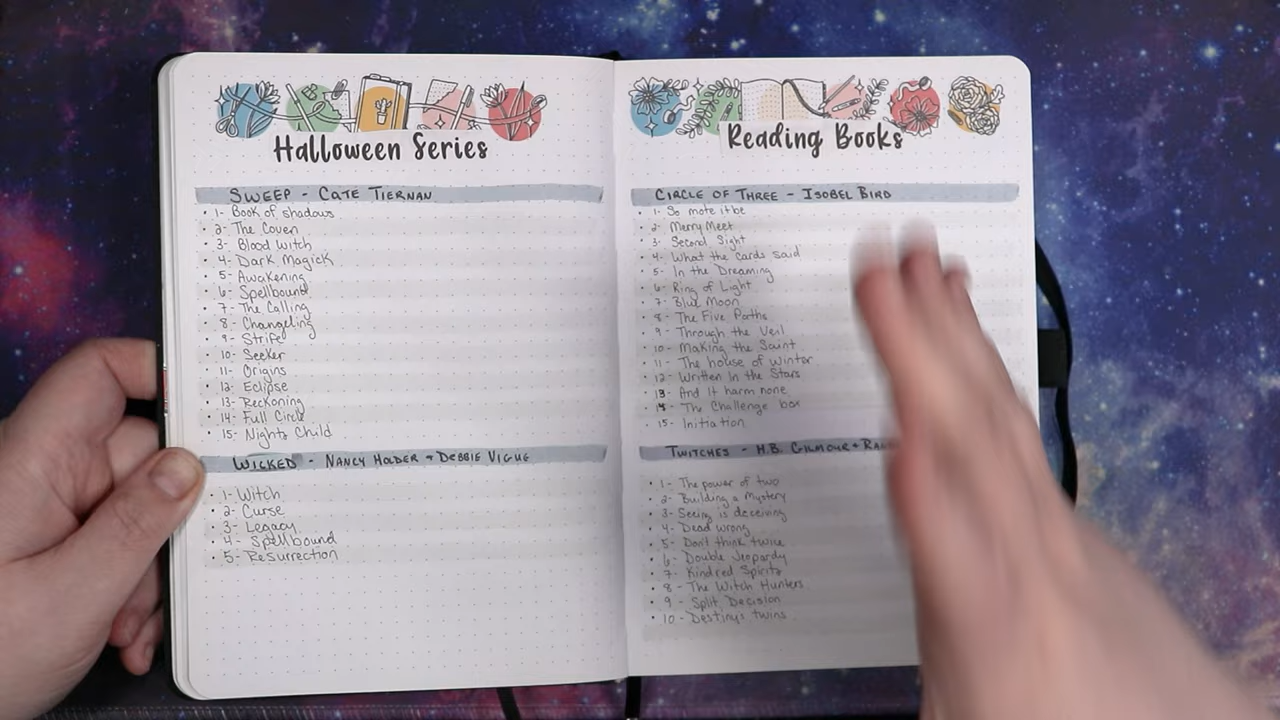 Halloween Series
SWEEP - CATE TIERNAN
• 1- Book of shadows
• 2- The Coven
• 3- Blood Witch
• 4- Dark Magick
• 5- Awakening
• 6- Spellbound
• 7- The Calling
• 8- Changeling
• 9- Strife
• 10- Seeker
• 11- Origins
• 12- Eclipse
• 13- Reckoning
• 14- Full Circle
• 15- Nights Child
WICKED - NANCY HOLDER + DEBBIE VIGUE
• 1- Witch
• 2- Curse
• 3- Legacy
• 4- Spellbound
• 5- Resurrection
Reading Books
CIRCLE OF THREE - ISOBEL BIRD
• 1- So mote it be
• 2- Merry Meet
• 3- Second Sight
• 4- What the cards said
• 5- In the Dreaming
• 6- Ring of Light
• 7- Blue Moon
• 8- The Five Paths
• 9- Through the Veil
• 10- Making the Saint
• 11- The house of winter
• 12- Written in the Stars
• 13- And it harm none
• 14- The Challenge box
• 15- Initiation
TWITCHES - H.B. GILMOUR + RAN
• 1- The power of two
• 2- Building a Mystery
• 3- Seeing is deceiving
• 4- Dead wrong
• 5- Don't think twice
• 6- Double Jeopardy
• 7- Kindred Spirits
• 8- The Witch Hunters
• 9 - Split Decision
• 10- Destinys twins